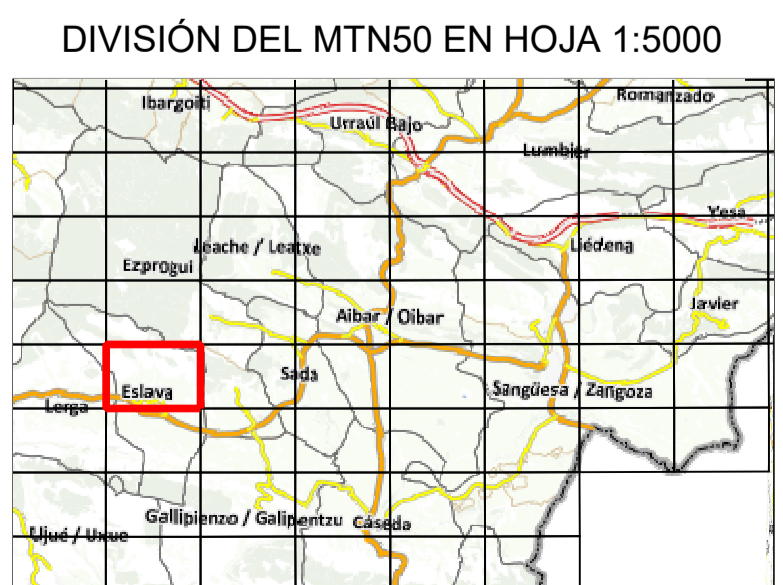 DIVISIÓN DEL MTN50 EN HOJA 1:5000
Ibargoiti
Romanzado
Urraúl Bajo
Lumbier
Yesa
Leache / Leatxe
Liédena
Ezprogui
Javier
Aibar / Oibar
Sada
Eslava
Sangüesa / Zangoza
Lerga
Gallipienzo / Galipentzu
Cáseda
Ujué / Uxue